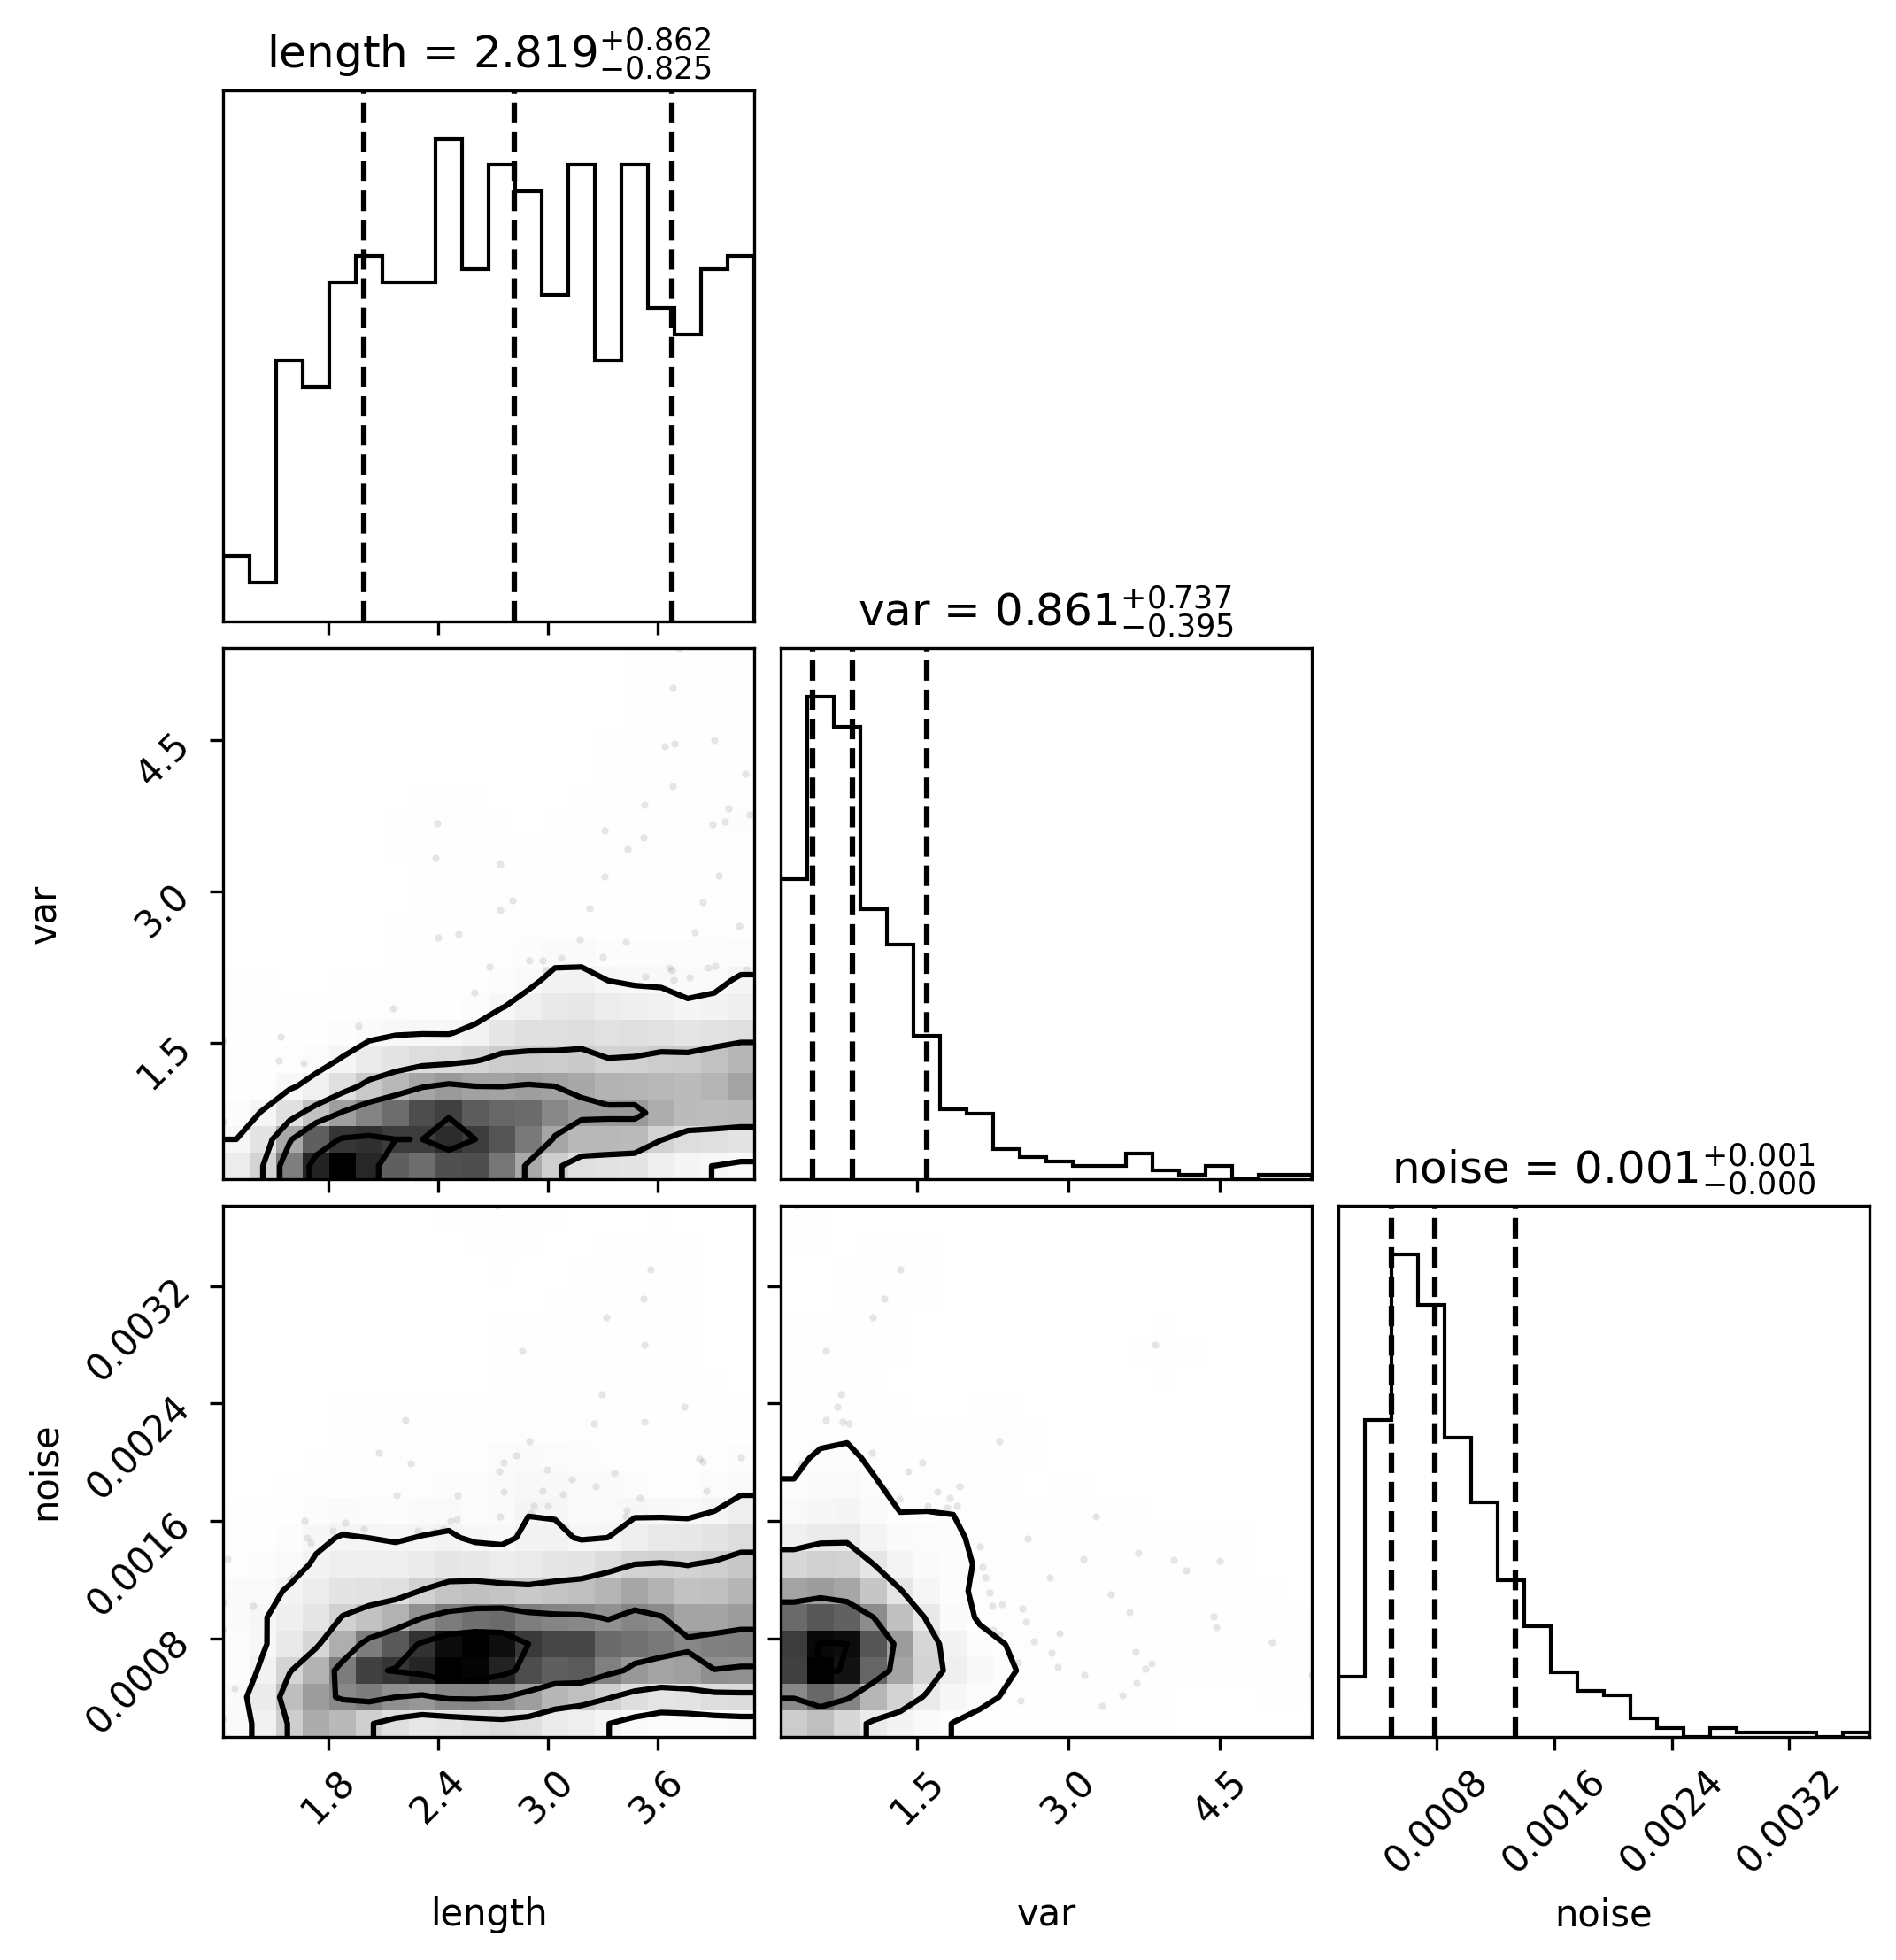 length = 2.819 +0.862 −0.825
var = 0.861 +0.737 −0.395
4.5
3.0
1.5
var
noise = 0.001 +0.001 −0.000
0.0032
0.0024
0.0016
0.0008
noise
1.8 2.4 3.0 3.6
1.5 3.0 4.5
0.0008 0.0016 0.0024 0.0032
length
var
noise